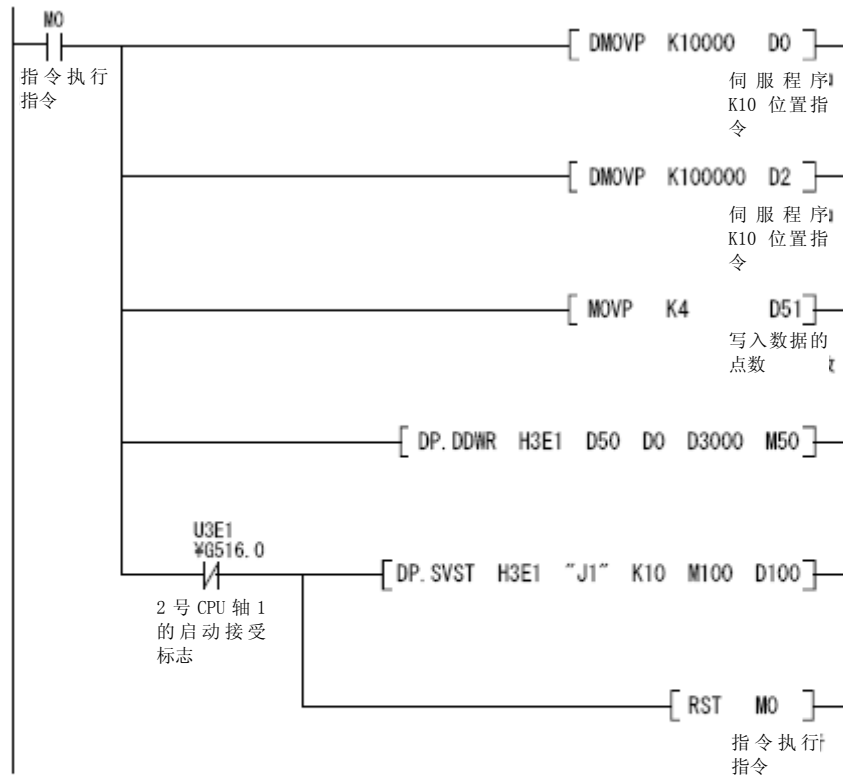 M0
指令执行
指令
DMOVP K10000 D0
伺服程序
K10 位置指
令
DMOVP K100000 D2
伺服程序
K10 位置指
令
MOVP K4 D51
写入数据的
点数
DP.DDWR H3E1 D50 D0 D3000 M50
U3E1
¥G516.0
DP.SVST H3E1 "J1" K10 M100 D100
2 号 CPU 轴 1
的启动接受
标志
RST M0
指令执行
指令